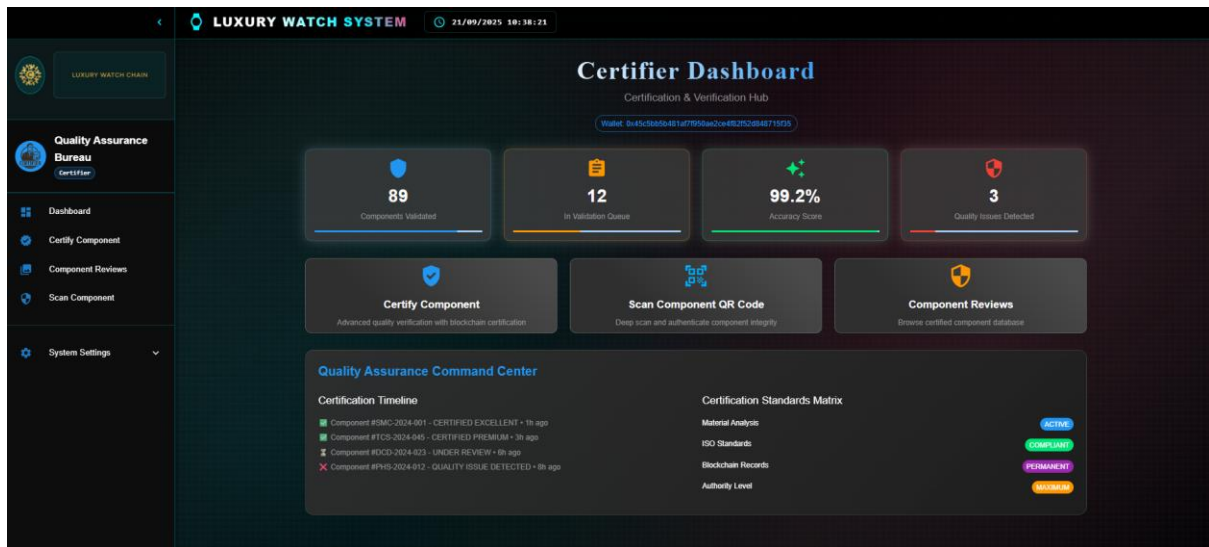 LUXURY WATCH SYSTEM
21/09/2025 10:38:21
LUXURY WATCH CHAIN
Quality Assurance
Bureau
Certifier
Dashboard
Certify Component
Component Reviews
Scan Component
System Settings
Certifier Dashboard
Certification & Verification Hub
Wallet:
89
Components Validated
12
In Validation Queue
99.2%
Accuracy Score
3
Quality Issues Detected
Certify Component
Advanced quality verification with blockchain certification
Scan Component QR Code
Deep scan and authenticate component integrity
Component Reviews
Browse certified component database
Quality Assurance Command Center
Certification Timeline
Component #SMC-2024-001 - CERTIFIED EXCELLENT • 1h ago
Component #TCS-2024-045 - CERTIFIED PREMIUM • 3h ago
Component #DCD-2024-023 - UNDER REVIEW • 6h ago
Component #PHS-2024-012 - QUALITY ISSUE DETECTED • 8h ago
Certification Standards Matrix
Material Analysis
ACTIVE
ISO Standards
COMPLIANT
Blockchain Records
PERMANENT
Authority Level
MAXIMUM